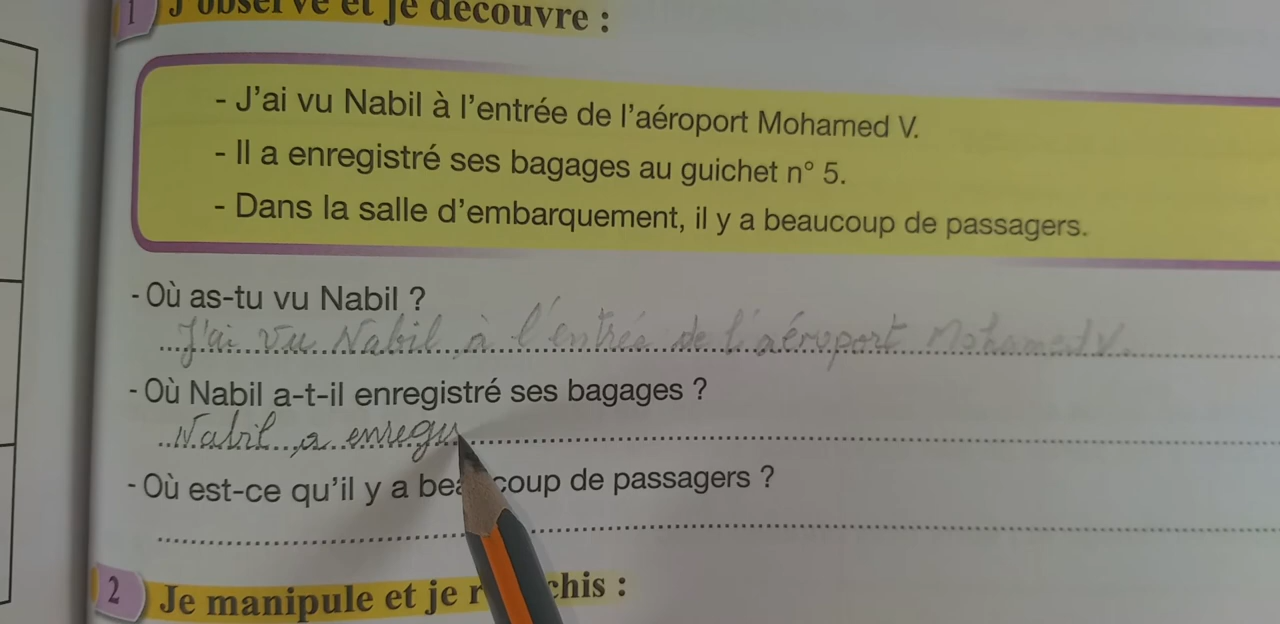 1 J'observe et je découvre :
- J'ai vu Nabil à l'entrée de l'aéroport Mohamed V.
- Il a enregistré ses bagages au guichet n° 5.
- Dans la salle d'embarquement, il y a beaucoup de passagers.
- Où as-tu vu Nabil ?
J'ai vu Nabil à l'entrée de l'aéroport Mohamed V.
- Où Nabil a-t-il enregistré ses bagages ?
Nabil a enregis
- Où est-ce qu'il y a beaucoup de passagers ?
2 Je manipule et je r chis :